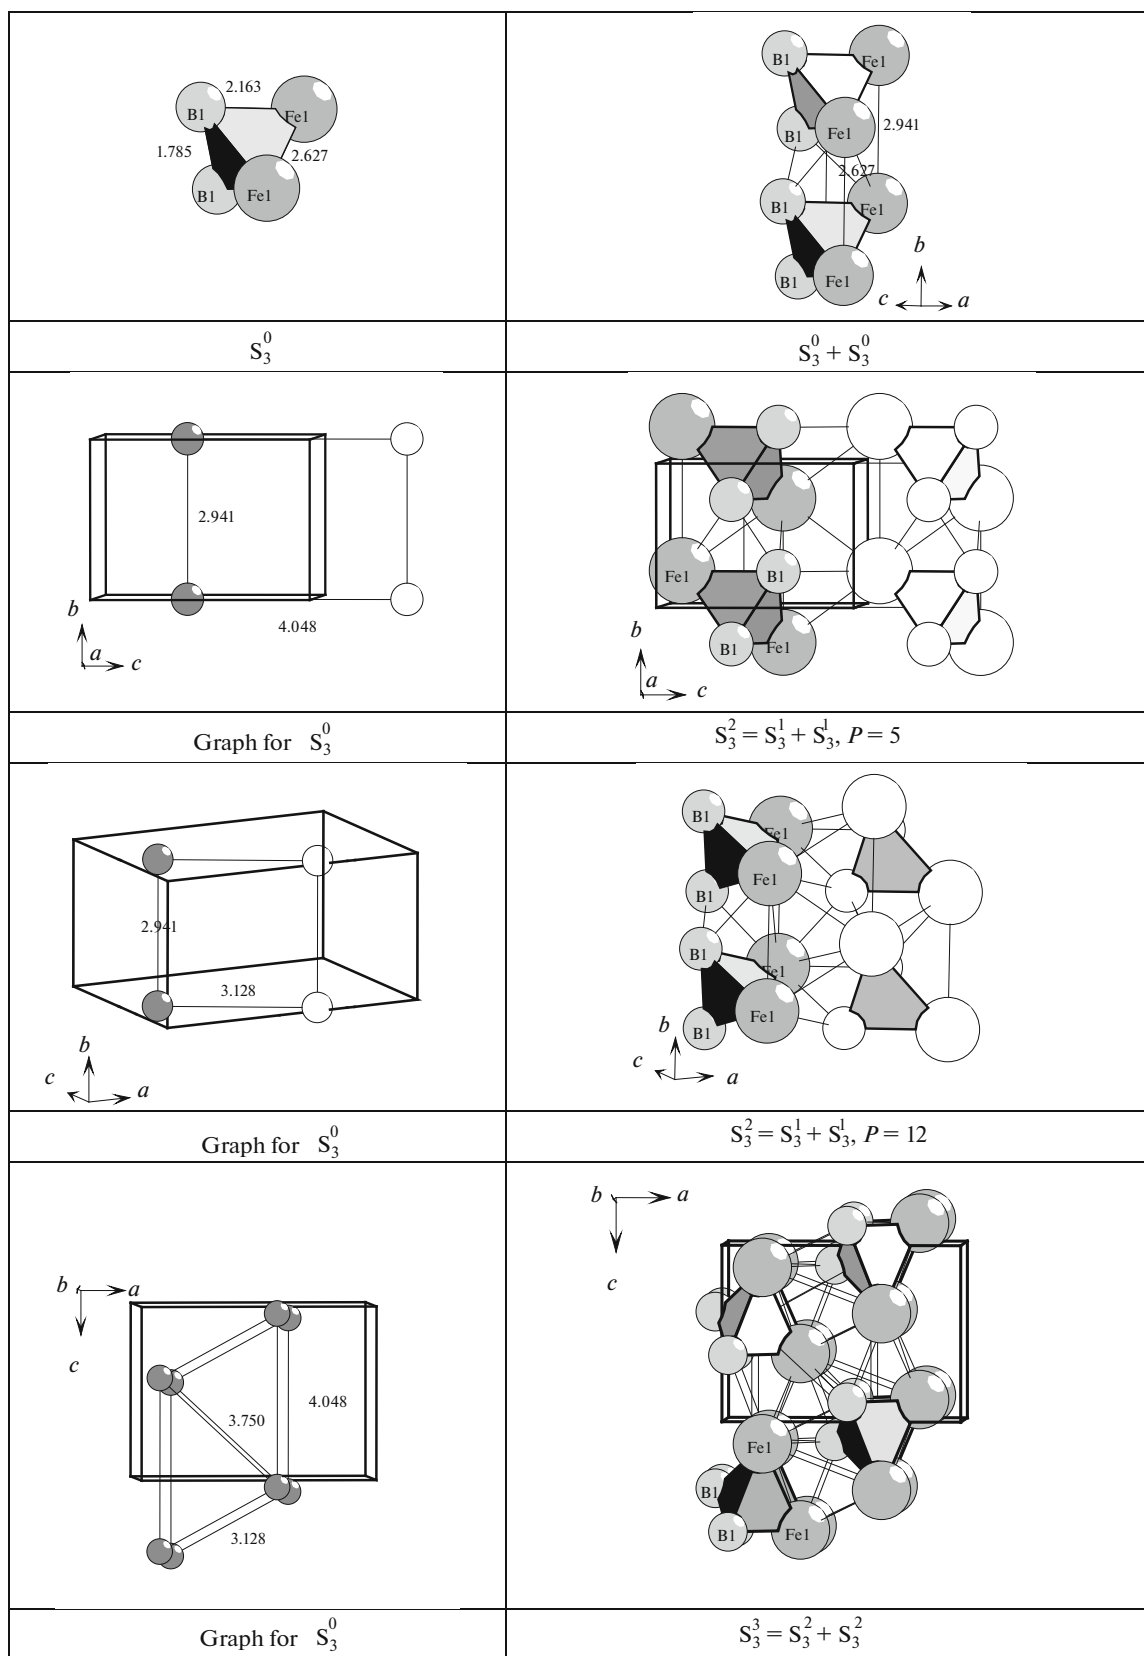 B1
2.163
Fe1
1.785
2.627
B1
Fe1
S₃⁰
B1
Fe1
B1
Fe1
2.941
2.627
B1
Fe1
B1
Fe1
b
c
a
S₃⁰ + S₃⁰
2.941
4.048
b
a
c
Graph for S₃⁰
Fe1
B1
B1
Fe1
b
a
c
S₃² = S₃¹ + S₃¹, P = 5
2.941
3.128
b
c
a
Graph for S₃⁰
B1
Fe1
Fe1
B1
B1
Fe1
Fe1
B1
b
c
a
S₃² = S₃¹ + S₃¹, P = 12
b
a
c
4.048
3.750
3.128
Graph for S₃⁰
b
a
c
Fe1
B1
B1
Fe1
S₃³ = S₃² + S₃²